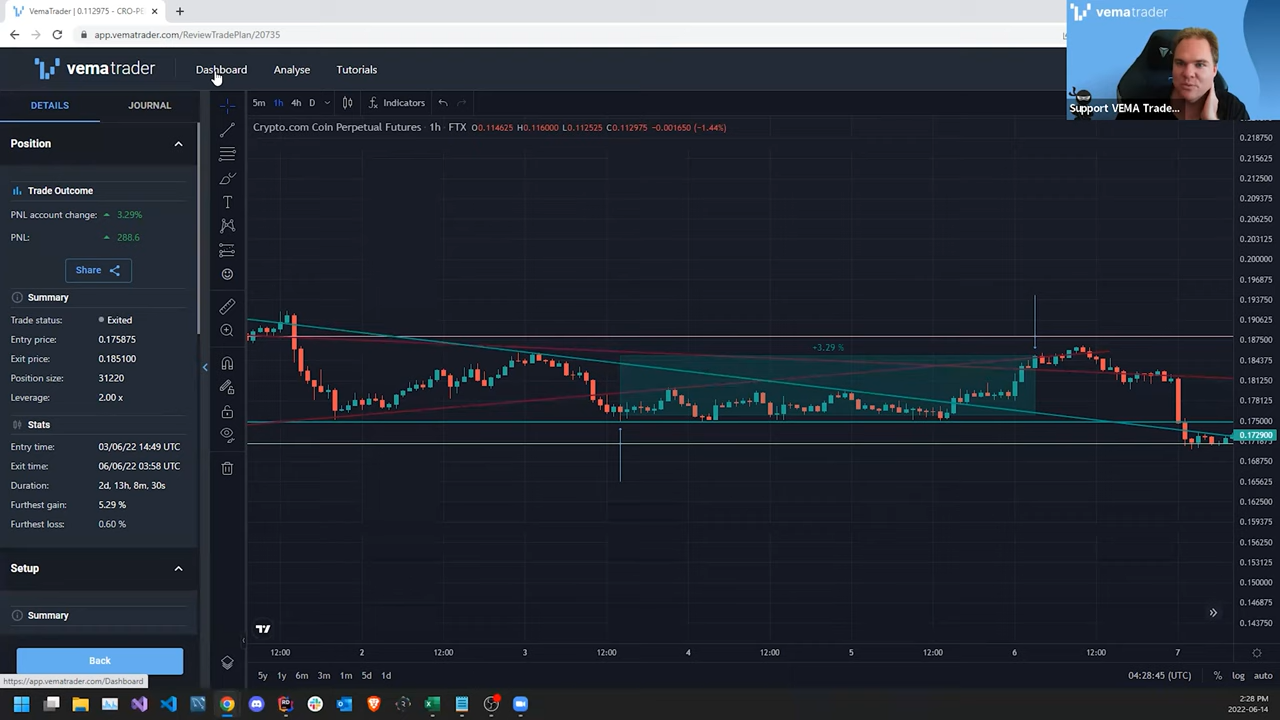 VemaTrader | 0.112975 - CRO-PE
app.vematrader.com/ReviewTradePlan/20735
vematrader
Support VEMA Trade...
vematrader
Dashboard
Analyse
Tutorials
DETAILS
JOURNAL
5m 1h 4h D
Indicators
Crypto.com Coin Perpetual Futures · 1h · FTX O0.114625 H0.116000 L0.112525 C0.112975 -0.001650 (-1.44%)
Position
Trade Outcome
PNL account change: 3.29%
PNL: 288.6
Share
Summary
Trade status: Exited
Entry price: 0.175875
Exit price: 0.185100
Position size: 31220
Leverage: 2.00 x
Stats
Entry time: 03/06/22 14:49 UTC
Exit time: 06/06/22 03:58 UTC
Duration: 2d, 13h, 8m, 30s
Furthest gain: 5.29 %
Furthest loss: 0.60 %
Setup
Summary
Back
https://app.vematrader.com/Dashboard
+3.29 %
0.218750
0.215625
0.212500
0.209375
0.206250
0.203125
0.200000
0.196875
0.193750
0.190625
0.187500
0.184375
0.181250
0.178125
0.175000
0.172900
0.171875
0.168750
0.165625
0.162500
0.159375
0.156250
0.153125
0.150000
0.146875
0.143750
12:00 2 12:00 3 12:00 4 12:00 5 12:00 6 12:00 7
5y 1y 6m 3m 1m 5d 1d
04:28:45 (UTC) % log auto
2:28 PM
2022-06-14